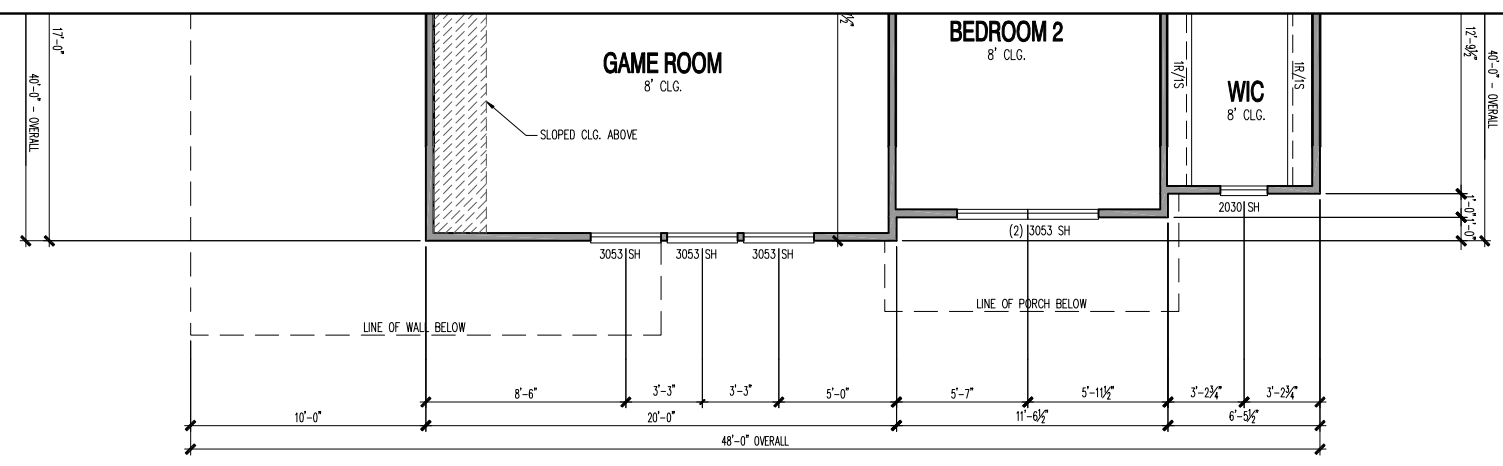 17'-0"
40'-0" - OVERALL
GAME ROOM
8' CLG.
SLOPED CLG. ABOVE
BEDROOM 2
8' CLG.
1R/1S
WIC
8' CLG.
1R/1S
12'-9½"
40'-0" - OVERALL
2030 SH
1'-0"
1'-0"
(2) 3053 SH
3053 SH
3053 SH
3053 SH
LINE OF PORCH BELOW
LINE OF WALL BELOW
8'-6"
3'-3"
3'-3"
5'-0"
5'-7"
5'-11½"
3'-2¾"
3'-2¾"
10'-0"
20'-0"
11'-6½"
6'-5½"
48'-0" OVERALL